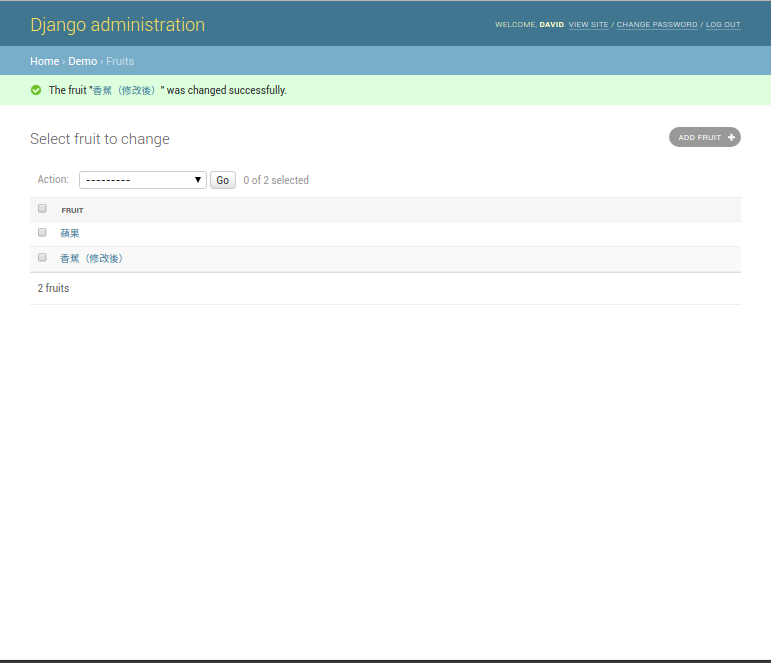 Django administration
WELCOME, DAVID. VIEW SITE / CHANGE PASSWORD / LOG OUT
Home › Demo › Fruits
The fruit "香蕉（修改後）" was changed successfully.
Select fruit to change
ADD FRUIT
Action: --------- Go 0 of 2 selected
FRUIT
蘋果
香蕉（修改後）
2 fruits